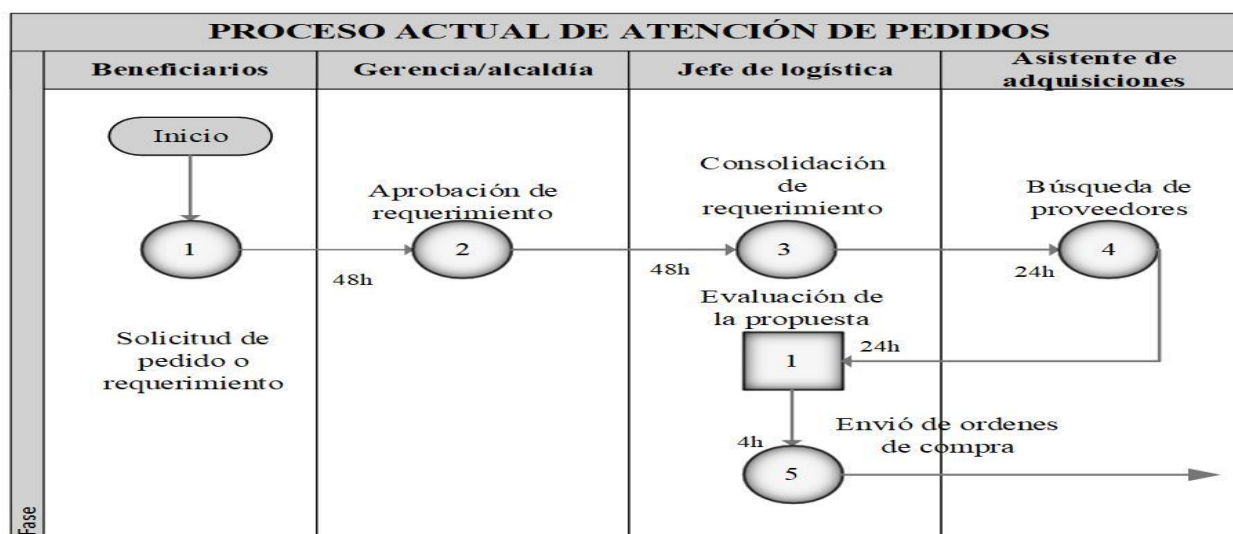 PROCESO ACTUAL DE ATENCIÓN DE PEDIDOS
Beneficiarios
Gerencia/alcaldía
Jefe de logística
Asistente de
adquisiciones
Inicio
Aprobación de
requerimiento
Consolidación
de
requerimiento
Búsqueda de
proveedores
1
2
3
4
48h
48h
24h
Solicitud de
pedido o
requerimiento
Evaluación de
la propuesta
1
24h
4h
Envió de ordenes
de compra
5
Fase